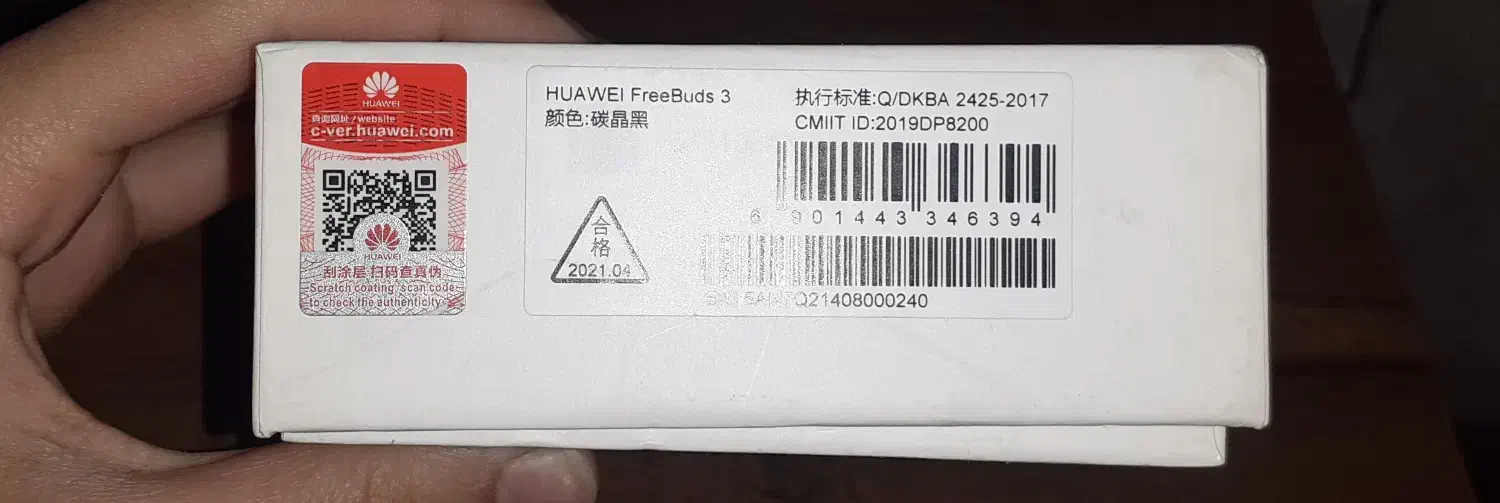 HUAWEI
查询网址/website
c-ver.huawei.com
HUAWEI
刮涂层 扫码查真伪
Scratch coating, scan code
to check the authenticity
HUAWEI FreeBuds 3
颜色:碳晶黑
合
格
2021.04
执行标准:Q/DKBA 2425-2017
CMIIT ID:2019DP8200
6 901443 346394
Q21408000240